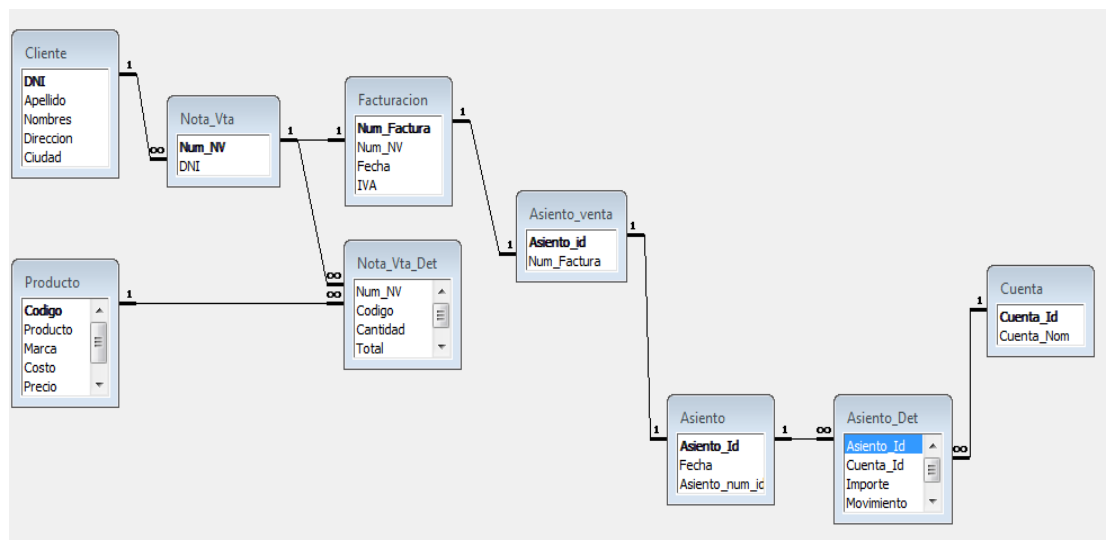 Cliente
DNI
Apellido
Nombres
Direccion
Ciudad
1
∞
Nota_Vta
Num_NV
DNI
1
1
Facturacion
Num_Factura
Num_NV
Fecha
IVA
1
1
Asiento_venta
Asiento_id
Num_Factura
1
Producto
Codigo
Producto
Marca
Costo
Precio
1
∞
∞
Nota_Vta_Det
Num_NV
Codigo
Cantidad
Total
Cuenta
Cuenta_Id
Cuenta_Nom
1
1
Asiento
Asiento_Id
Fecha
Asiento_num_id
1
∞
Asiento_Det
Asiento_Id
Cuenta_Id
Importe
Movimiento
∞